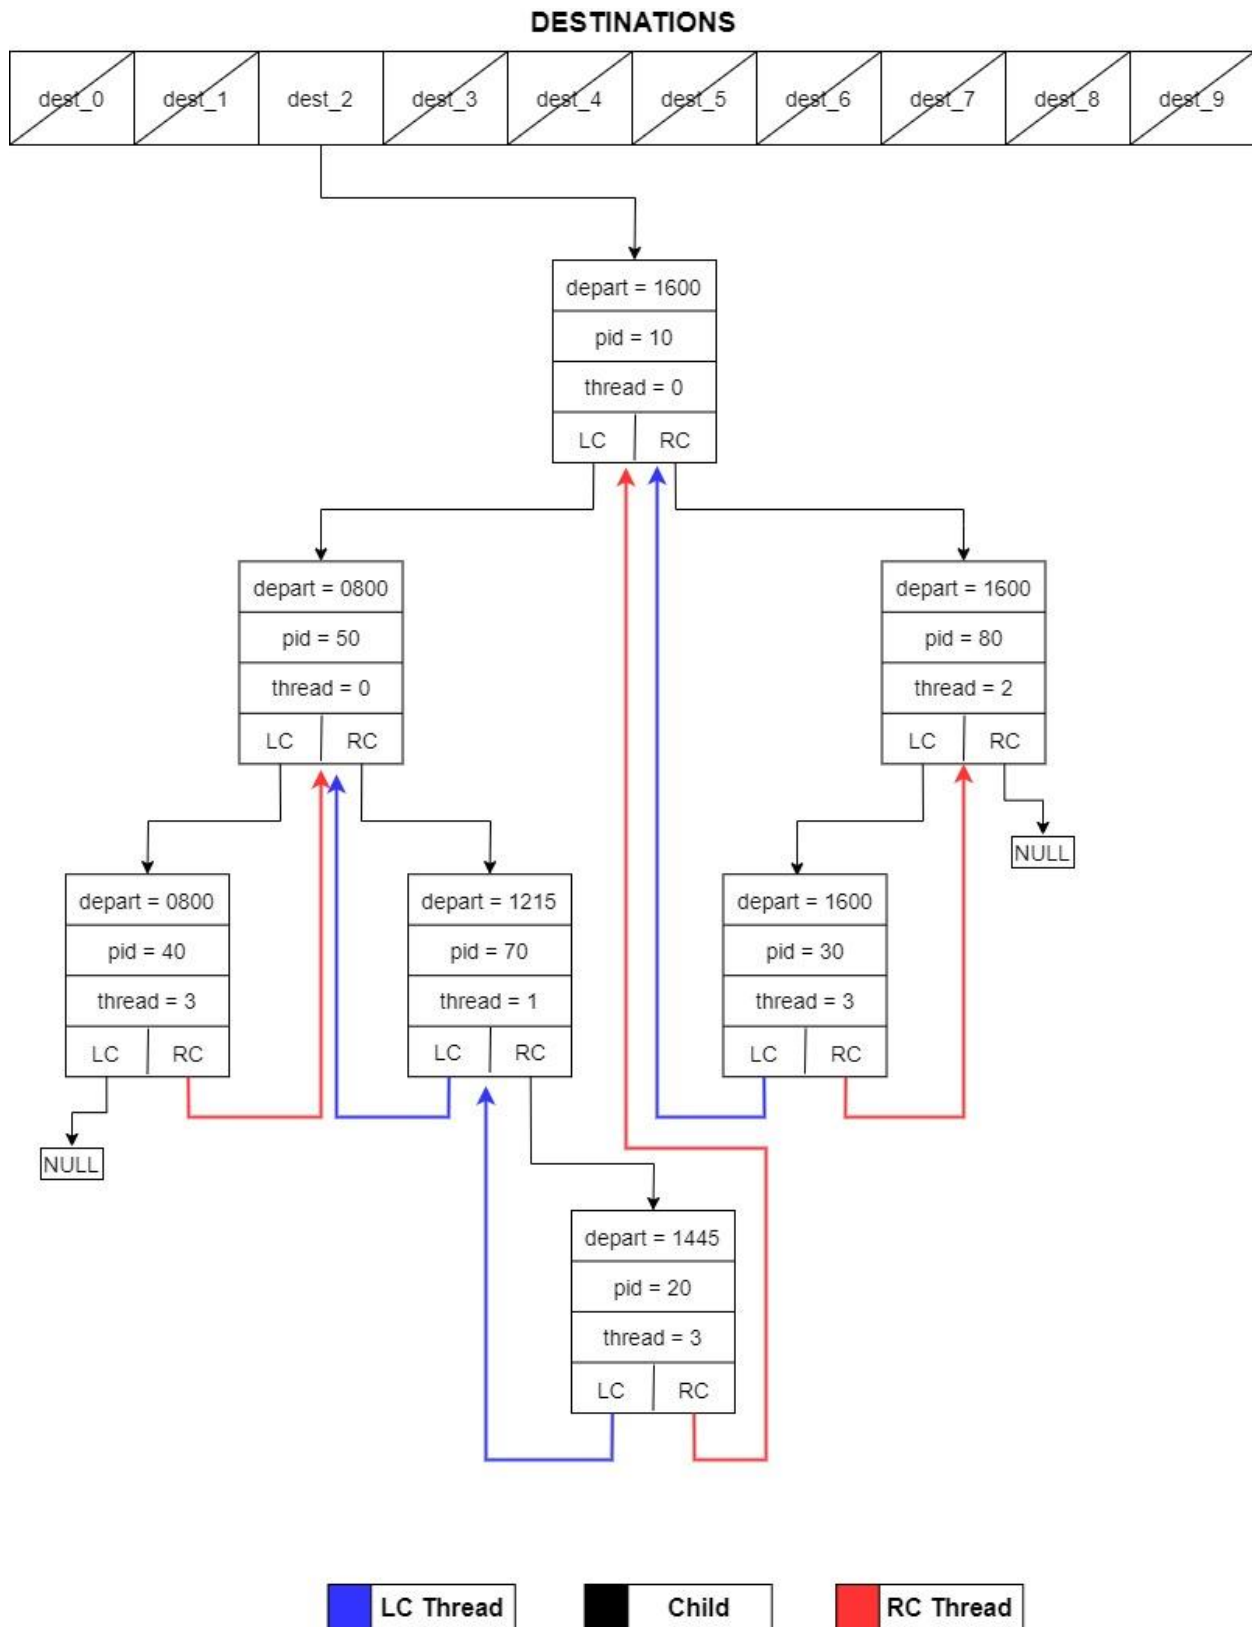 DESTINATIONS
dest_0 dest_1 dest_2 dest_3 dest_4 dest_5 dest_6 dest_7 dest_8 dest_9
depart = 1600
pid = 10
thread = 0
LC RC
depart = 0800
pid = 50
thread = 0
LC RC
depart = 1600
pid = 80
thread = 2
LC RC
NULL
depart = 0800
pid = 40
thread = 3
LC RC
NULL
depart = 1215
pid = 70
thread = 1
LC RC
depart = 1600
pid = 30
thread = 3
LC RC
depart = 1445
pid = 20
thread = 3
LC RC
LC Thread
Child
RC Thread